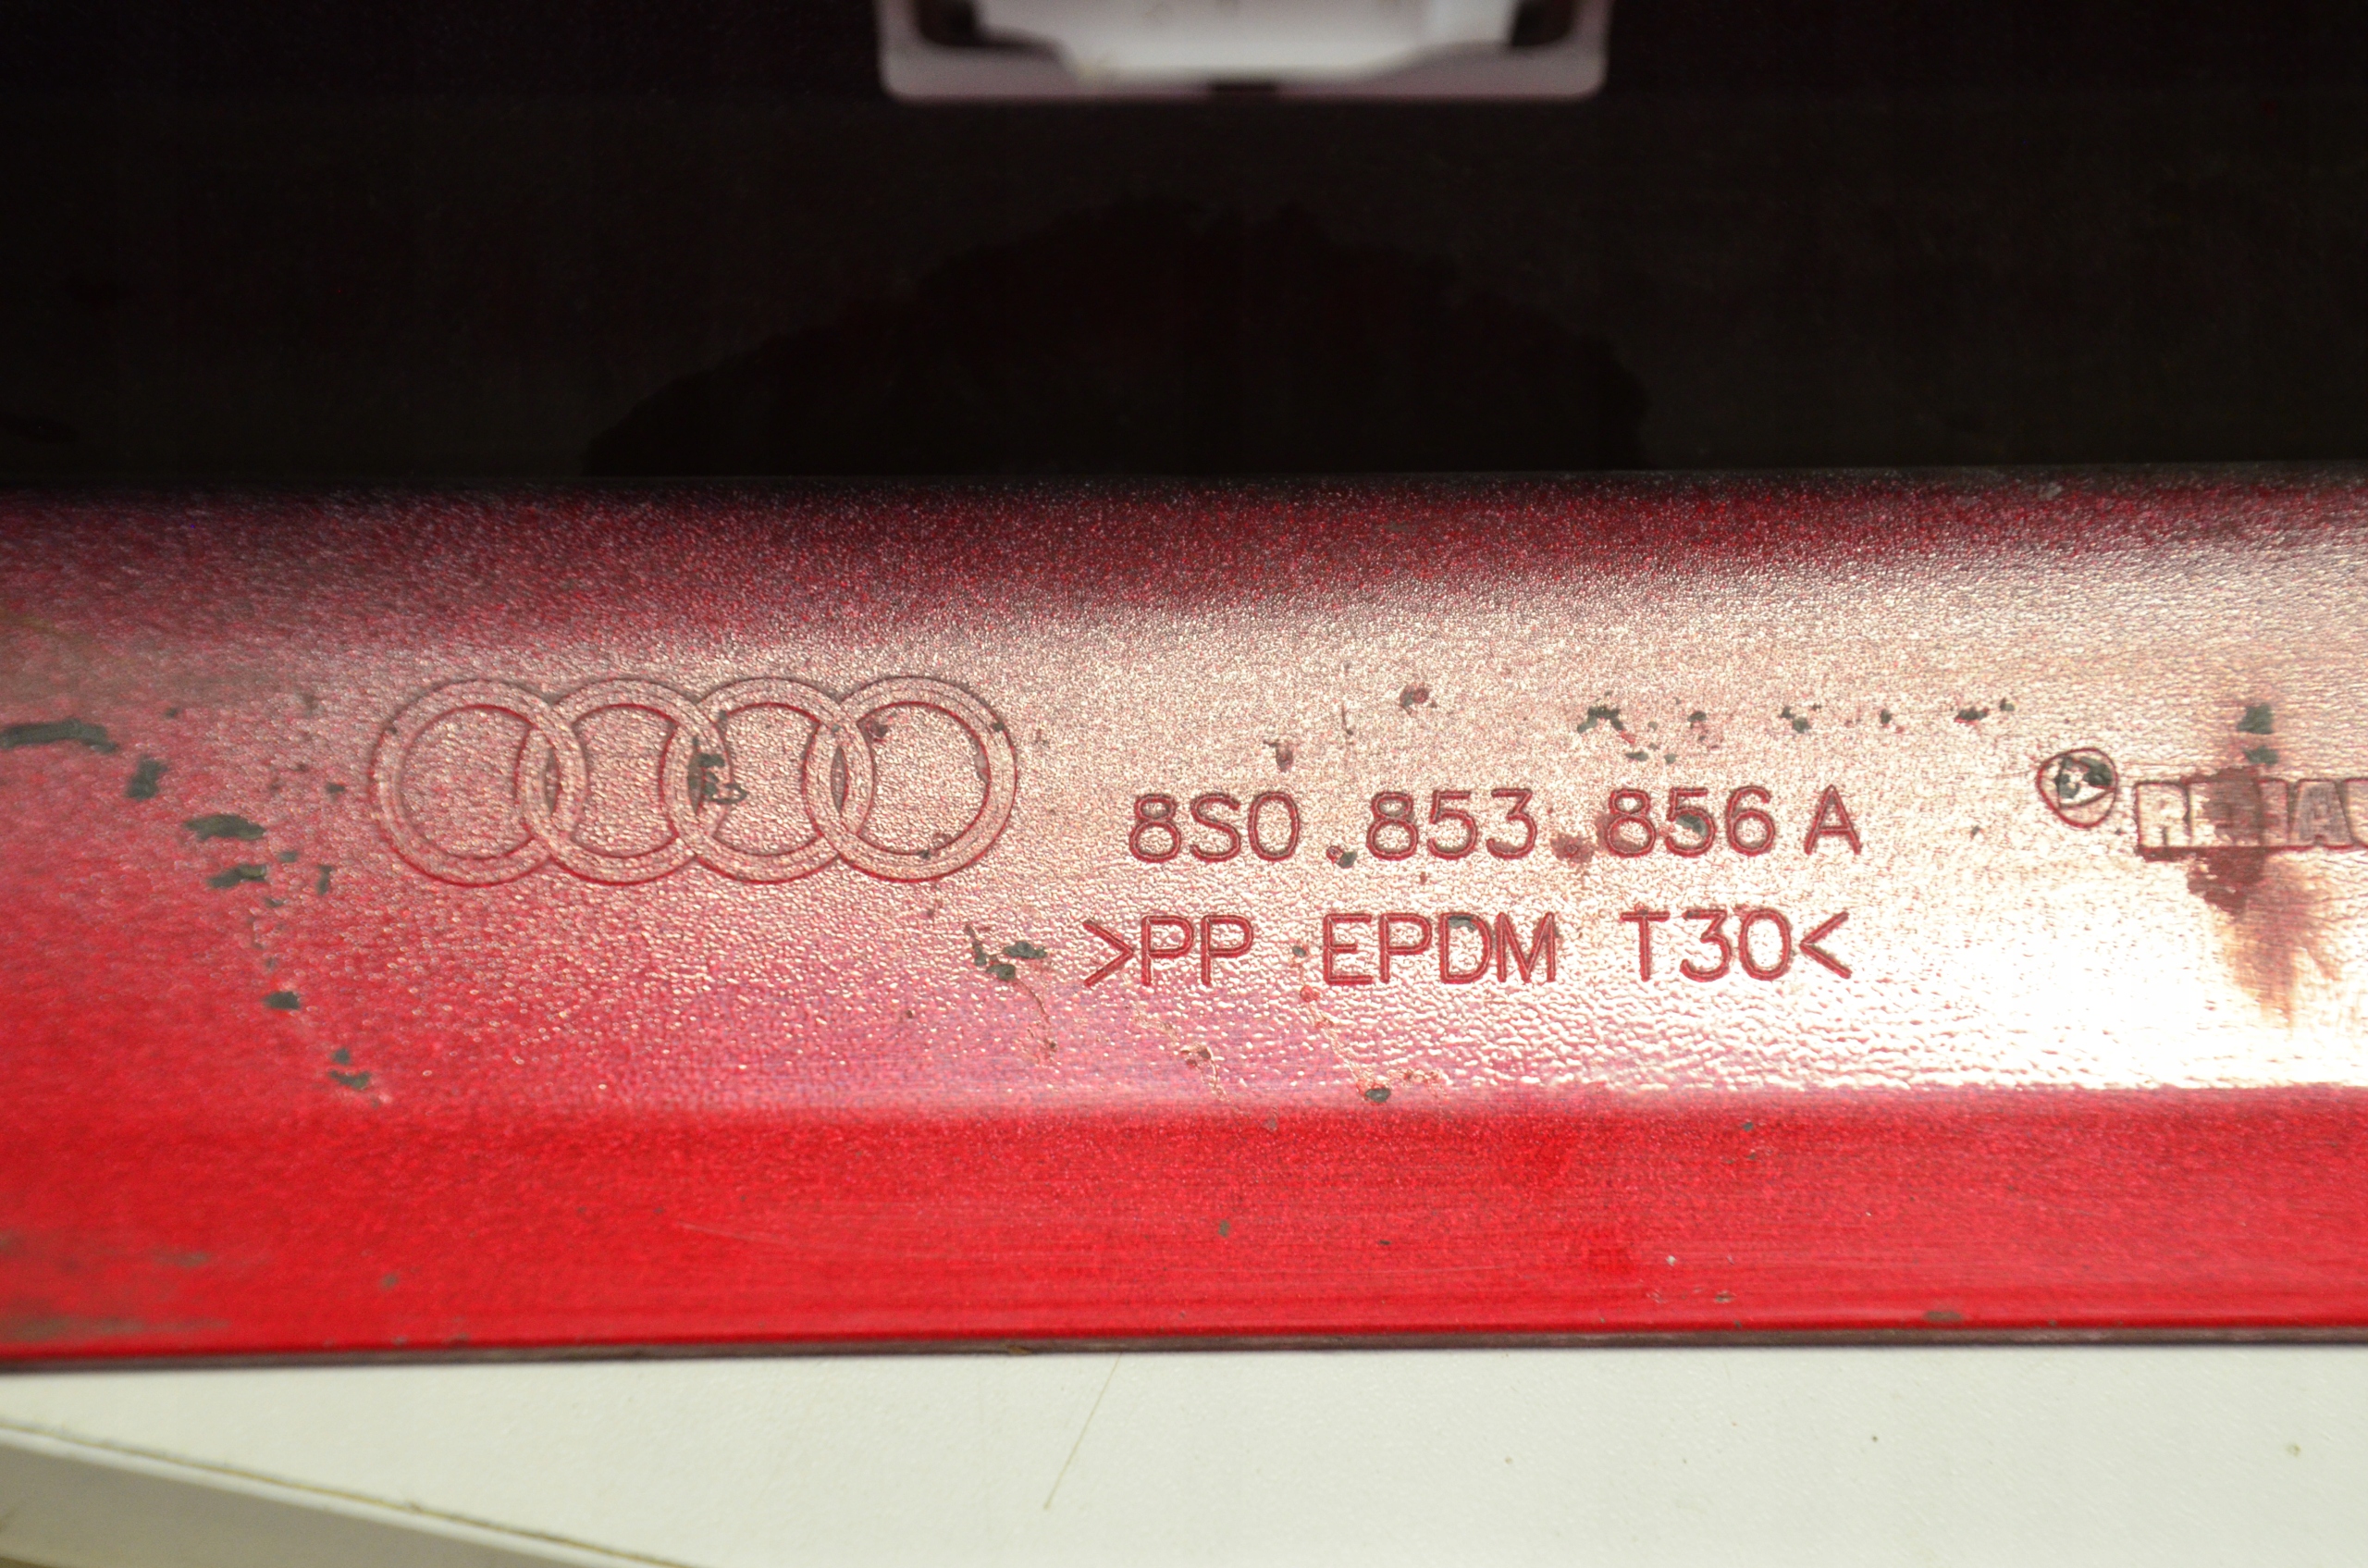 8S0 853 856 A
>PP EPDM T30<